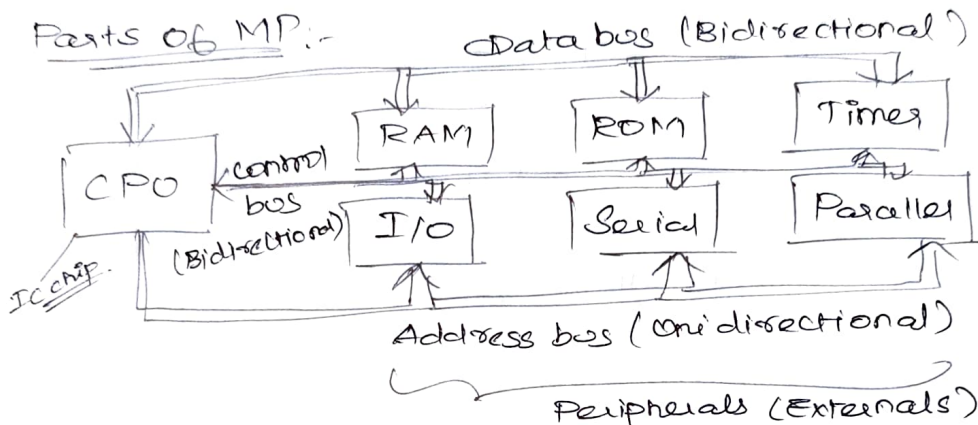 Parts of MP:-
Data bus (Bidirectional)
RAM
ROM
Timer
CPU
control
bus
(Bidirectional)
I/O
Serial
Parallel
IC chip.
Address bus (Unidirectional)
Peripherals (Externals)